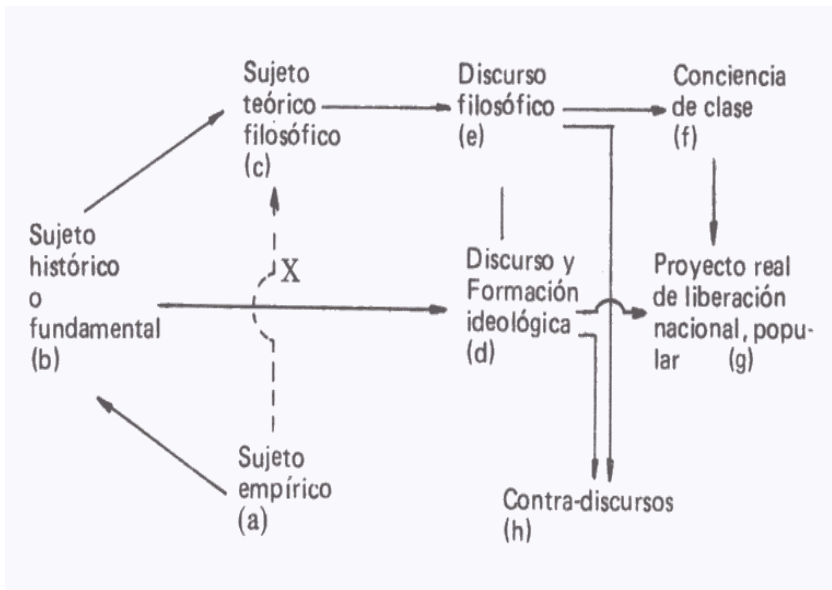 Sujeto
teórico
filosófico
(c)
Discurso
filosófico
(e)
Conciencia
de clase
(f)
Sujeto
histórico
o
fundamental
(b)
X
Discurso y
Formación
ideológica
(d)
Proyecto real
de liberación
nacional, popu-
lar (g)
Sujeto
empírico
(a)
Contra-discursos
(h)